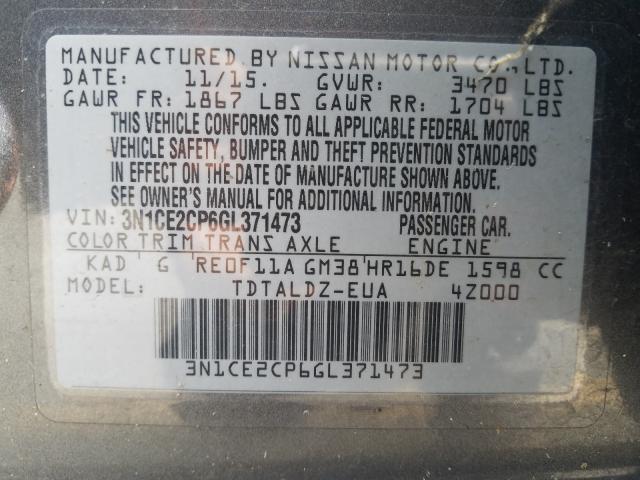 MANUFACTURED BY NISSAN MOTOR CO., LTD.
DATE: 11/15. GVWR: 3470 LBS
GAWR FR: 1867 LBS GAWR RR: 1704 LBS
THIS VEHICLE CONFORMS TO ALL APPLICABLE FEDERAL MOTOR
VEHICLE SAFETY, BUMPER AND THEFT PREVENTION STANDARDS
IN EFFECT ON THE DATE OF MANUFACTURE SHOWN ABOVE.
SEE OWNER'S MANUAL FOR ADDITIONAL INFORMATION.
VIN: 3N1CE2CP6GL371473 PASSENGER CAR.
COLOR TRIM TRANS AXLE ENGINE
KAD G RE0F11A GM38 HR16DE 1598 CC
MODEL: TDTALDZ-EUA 4Z000
3N1CE2CP6GL371473